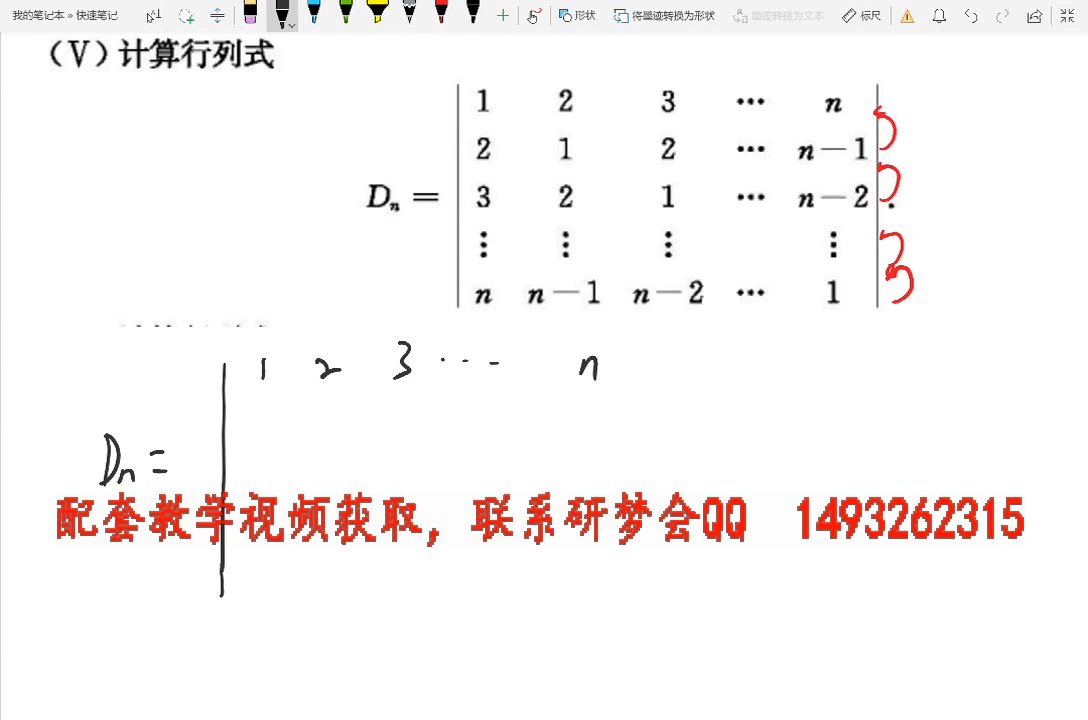 我的笔记本 » 快速笔记
形状
将墨迹转换为形状
墨迹转换为文本
标尺
(V)计算行列式
1 2 3 ⋯ n
2 1 2 ⋯ n－1
Dₙ＝ 3 2 1 ⋯ n－2 .
⋮ ⋮ ⋮ ⋮
n n－1 n－2 ⋯ 1
1 2 3 ⋯ n
Dₙ =
配套教学视频获取，联系研梦会QQ 1493262315